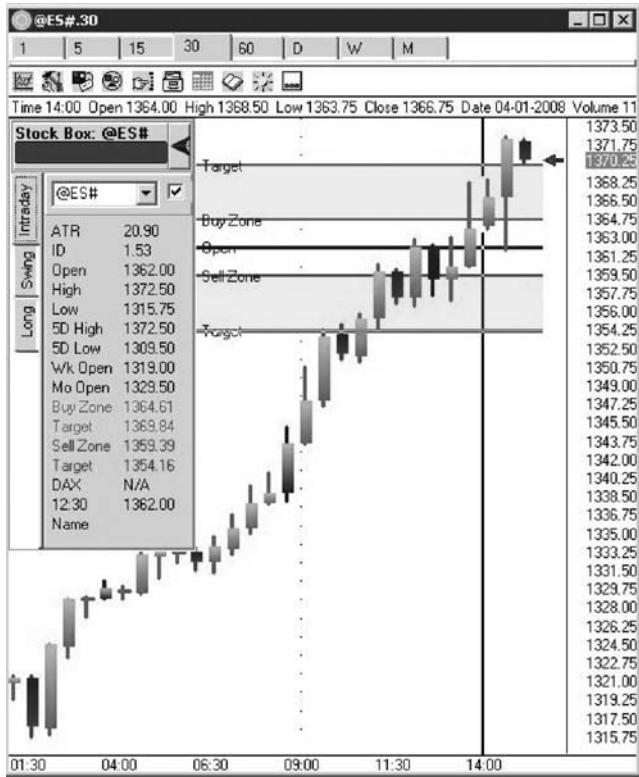 @ES#.30
1 5 15 30 60 D W M
Time 14:00 Open 1364.00 High 1368.50 Low 1363.75 Close 1366.75 Date 04-01-2008 Volume 11
Stock Box: @ES#
Intraday
Swing
Long
@ES#
ATR 20.90
ID 1.53
Open 1362.00
High 1372.50
Low 1315.75
5D High 1372.50
5D Low 1309.50
Wk Open 1319.00
Mo Open 1329.50
Buy Zone 1364.61
Target 1369.84
Sell Zone 1359.39
Target 1354.16
DAX N/A
12:30 1362.00
Name
Target
Buy Zone
Open
Sell Zone
Target
1373.50
1371.75
1370.25
1368.25
1366.50
1364.75
1363.00
1361.25
1359.50
1357.75
1356.00
1354.25
1352.50
1350.75
1349.00
1347.25
1345.50
1343.75
1342.00
1340.25
1338.50
1336.75
1335.00
1333.25
1331.50
1329.75
1328.00
1326.25
1324.50
1322.75
1321.00
1319.25
1317.50
1315.75
01:30 04:00 06:30 09:00 11:30 14:00